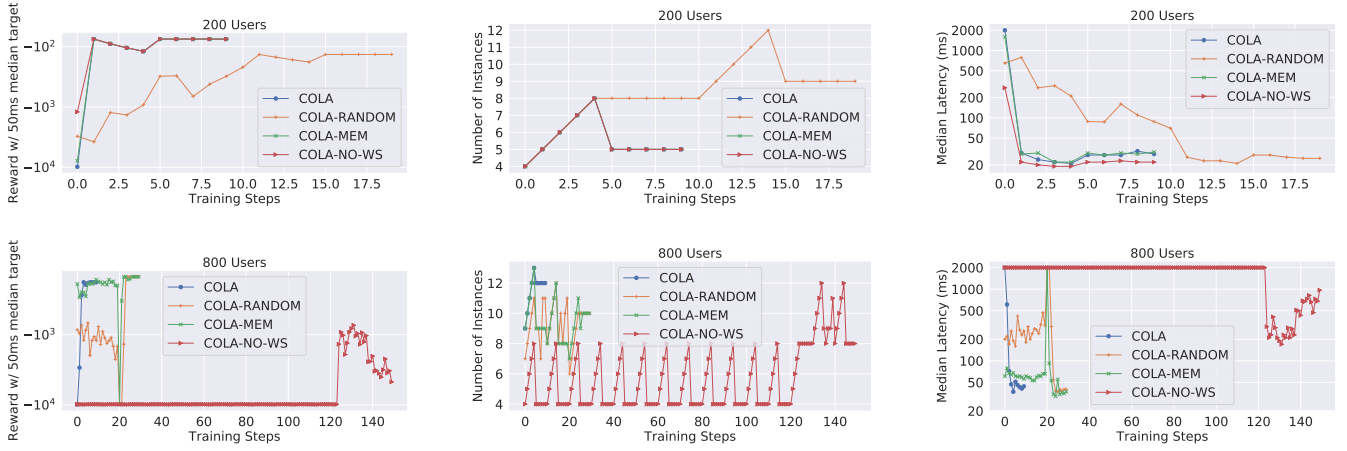 200 Users
Reward w/ 50ms median target
−10²
−10³
−10⁴
COLA
COLA-RANDOM
COLA-MEM
COLA-NO-WS
0.0 2.5 5.0 7.5 10.0 12.5 15.0 17.5
Training Steps
200 Users
Number of Instances
12
11
10
9
8
7
6
5
4
COLA
COLA-RANDOM
COLA-MEM
COLA-NO-WS
0.0 2.5 5.0 7.5 10.0 12.5 15.0 17.5
Training Steps
200 Users
Median Latency (ms)
2000
1000
500
200
100
50
20
COLA
COLA-RANDOM
COLA-MEM
COLA-NO-WS
0.0 2.5 5.0 7.5 10.0 12.5 15.0 17.5
Training Steps
800 Users
Reward w/ 50ms median target
−10³
−10⁴
COLA
COLA-RANDOM
COLA-MEM
COLA-NO-WS
0 20 40 60 80 100 120 140
Training Steps
800 Users
Number of Instances
12
10
8
6
4
COLA
COLA-RANDOM
COLA-MEM
COLA-NO-WS
0 20 40 60 80 100 120 140
Training Steps
800 Users
Median Latency (ms)
2000
1000
500
200
100
50
20
COLA
COLA-RANDOM
COLA-MEM
COLA-NO-WS
0 20 40 60 80 100 120 140
Training Steps